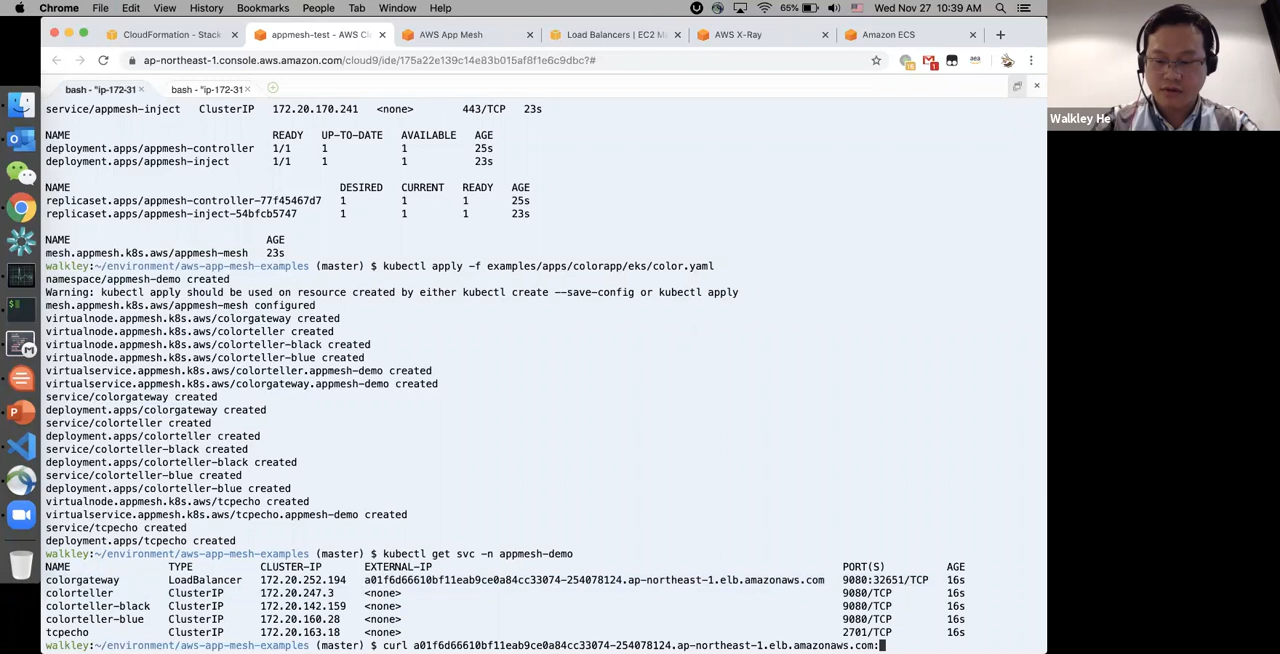 Chrome File Edit View History Bookmarks People Tab Window Help 65% Wed Nov 27 10:39 AM
CloudFormation - Stack appmesh-test - AWS Cl AWS App Mesh Load Balancers | EC2 M AWS X-Ray Amazon ECS
ap-northeast-1.console.aws.amazon.com/cloud9/ide/175a22e139c14e83b015af8f1e6c9dbc?#
bash - "ip-172-31 bash - "ip-172-31
service/appmesh-inject ClusterIP 172.20.170.241 <none> 443/TCP 23s
NAME READY UP-TO-DATE AVAILABLE AGE
deployment.apps/appmesh-controller 1/1 1 1 25s
deployment.apps/appmesh-inject 1/1 1 1 23s
NAME DESIRED CURRENT READY AGE
replicaset.apps/appmesh-controller-77f45467d7 1 1 1 25s
replicaset.apps/appmesh-inject-54bfcb5747 1 1 1 23s
NAME AGE
mesh.appmesh.k8s.aws/appmesh-mesh 23s
walkley:~/environment/aws-app-mesh-examples (master) $ kubectl apply -f examples/apps/colorapp/eks/color.yaml
namespace/appmesh-demo created
Warning: kubectl apply should be used on resource created by either kubectl create --save-config or kubectl apply
mesh.appmesh.k8s.aws/appmesh-mesh configured
virtualnode.appmesh.k8s.aws/colorgateway created
virtualnode.appmesh.k8s.aws/colorteller created
virtualnode.appmesh.k8s.aws/colorteller-black created
virtualnode.appmesh.k8s.aws/colorteller-blue created
virtualservice.appmesh.k8s.aws/colorteller.appmesh-demo created
virtualservice.appmesh.k8s.aws/colorgateway.appmesh-demo created
service/colorgateway created
deployment.apps/colorgateway created
service/colorteller created
deployment.apps/colorteller created
service/colorteller-black created
deployment.apps/colorteller-black created
service/colorteller-blue created
deployment.apps/colorteller-blue created
virtualnode.appmesh.k8s.aws/tcpecho created
virtualservice.appmesh.k8s.aws/tcpecho.appmesh-demo created
service/tcpecho created
deployment.apps/tcpecho created
walkley:~/environment/aws-app-mesh-examples (master) $ kubectl get svc -n appmesh-demo
NAME TYPE CLUSTER-IP EXTERNAL-IP PORT(S) AGE
colorgateway LoadBalancer 172.20.252.194 a01f6d66610bf11eab9ce0a84cc33074-254078124.ap-northeast-1.elb.amazonaws.com 9080:32651/TCP 16s
colorteller ClusterIP 172.20.247.3 <none> 9080/TCP 16s
colorteller-black ClusterIP 172.20.142.159 <none> 9080/TCP 16s
colorteller-blue ClusterIP 172.20.160.28 <none> 9080/TCP 16s
tcpecho ClusterIP 172.20.163.18 <none> 2701/TCP 16s
walkley:~/environment/aws-app-mesh-examples (master) $ curl a01f6d66610bf11eab9ce0a84cc33074-254078124.ap-northeast-1.elb.amazonaws.com:
Walkley He